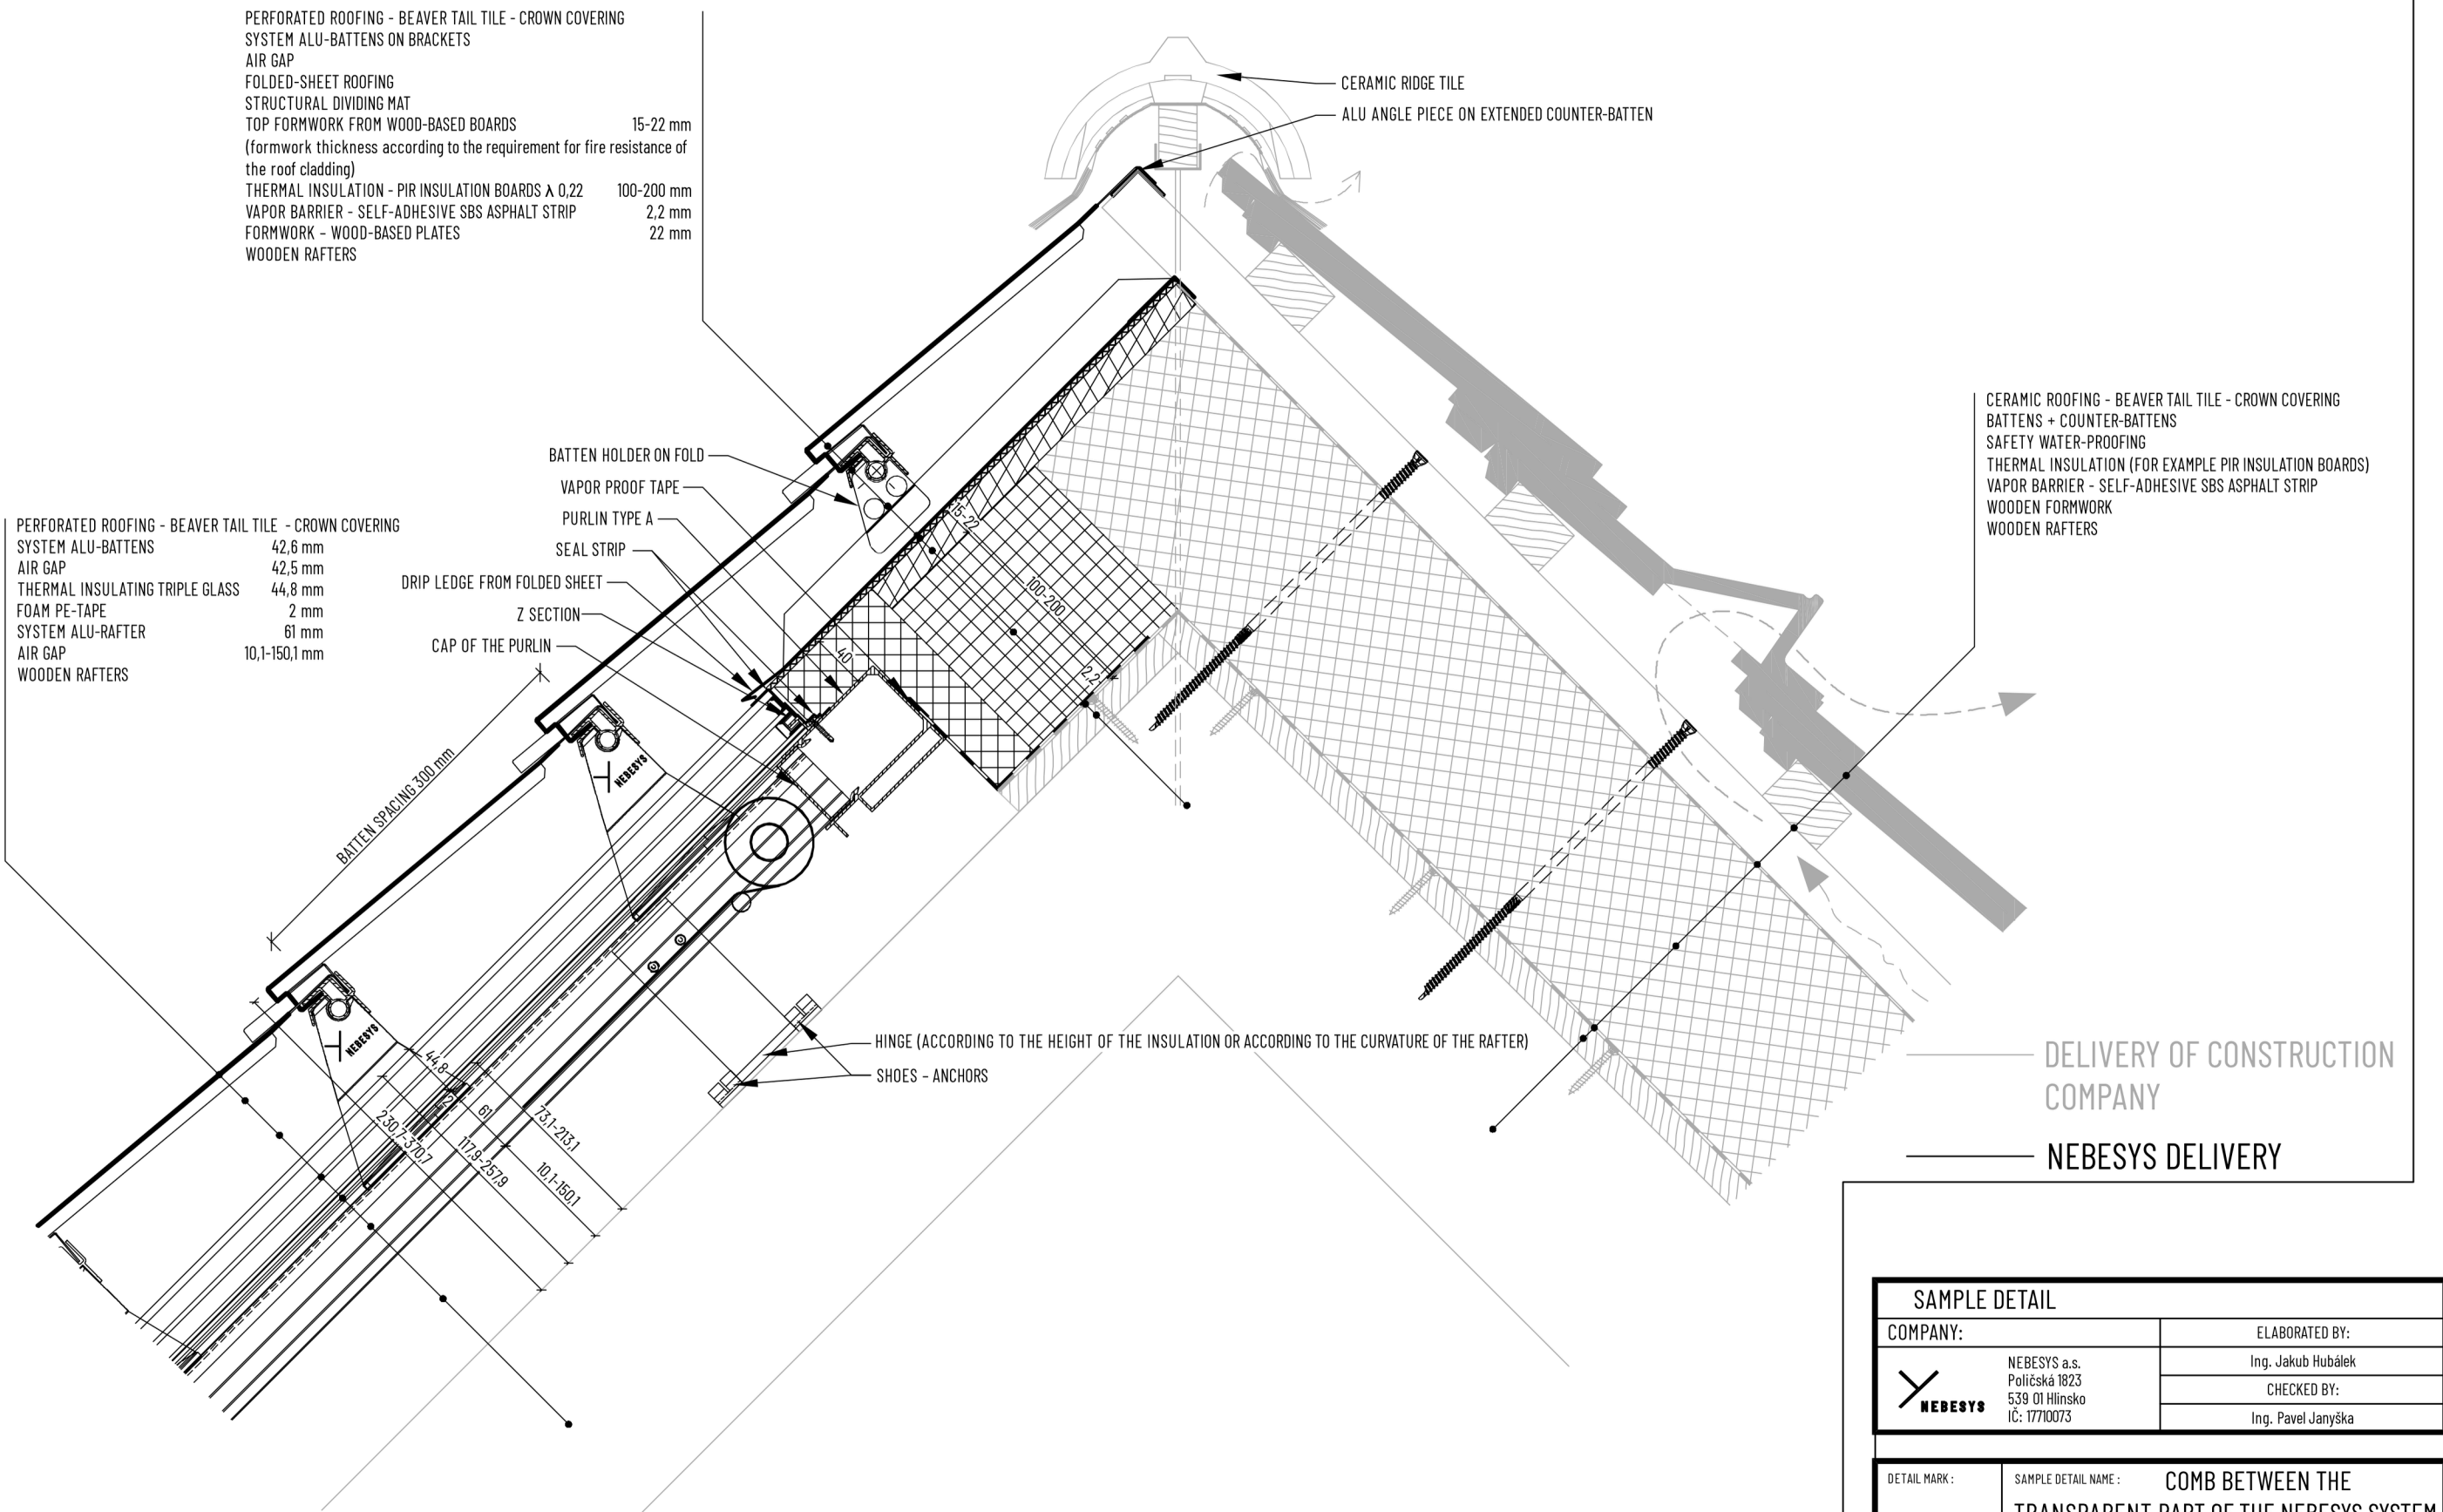 PERFORATED ROOFING - BEAVER TAIL TILE - CROWN COVERING
SYSTEM ALU-BATTENS ON BRACKETS
AIR GAP
FOLDED-SHEET ROOFING
STRUCTURAL DIVIDING MAT
TOP FORMWORK FROM WOOD-BASED BOARDS 15-22 mm
(formwork thickness according to the requirement for fire resistance of
the roof cladding)
THERMAL INSULATION - PIR INSULATION BOARDS λ 0,22 100-200 mm
VAPOR BARRIER - SELF-ADHESIVE SBS ASPHALT STRIP 2,2 mm
FORMWORK - WOOD-BASED PLATES 22 mm
WOODEN RAFTERS
CERAMIC RIDGE TILE
ALU ANGLE PIECE ON EXTENDED COUNTER-BATTEN
CERAMIC ROOFING - BEAVER TAIL TILE - CROWN COVERING
BATTENS + COUNTER-BATTENS
SAFETY WATER-PROOFING
THERMAL INSULATION (FOR EXAMPLE PIR INSULATION BOARDS)
VAPOR BARRIER - SELF-ADHESIVE SBS ASPHALT STRIP
WOODEN FORMWORK
WOODEN RAFTERS
BATTEN HOLDER ON FOLD
VAPOR PROOF TAPE
PURLIN TYPE A
SEAL STRIP
DRIP LEDGE FROM FOLDED SHEET
Z SECTION
CAP OF THE PURLIN
PERFORATED ROOFING - BEAVER TAIL TILE - CROWN COVERING
SYSTEM ALU-BATTENS 42,6 mm
AIR GAP 42,5 mm
THERMAL INSULATING TRIPLE GLASS 44,8 mm
FOAM PE-TAPE 2 mm
SYSTEM ALU-RAFTER 61 mm
AIR GAP 10,1-150,1 mm
WOODEN RAFTERS
15-22
100-200
40
2,2
BATTEN SPACING 300 mm
NEBESYS
NEBESYS
44,8
2
61
73,1-213,1
230,7-370,7
117,9-257,9
10,1-150,1
HINGE (ACCORDING TO THE HEIGHT OF THE INSULATION OR ACCORDING TO THE CURVATURE OF THE RAFTER)
SHOES - ANCHORS
DELIVERY OF CONSTRUCTION
COMPANY
NEBESYS DELIVERY
SAMPLE DETAIL
COMPANY:
ELABORATED BY:
NEBESYS
NEBESYS a.s.
Poličská 1823
539 01 Hlinsko
IČ: 17710073
Ing. Jakub Hubálek
CHECKED BY:
Ing. Pavel Janyška
DETAIL MARK :
SAMPLE DETAIL NAME : COMB BETWEEN THE
TRANSPARENT PART OF THE NEBESYS SYSTEM